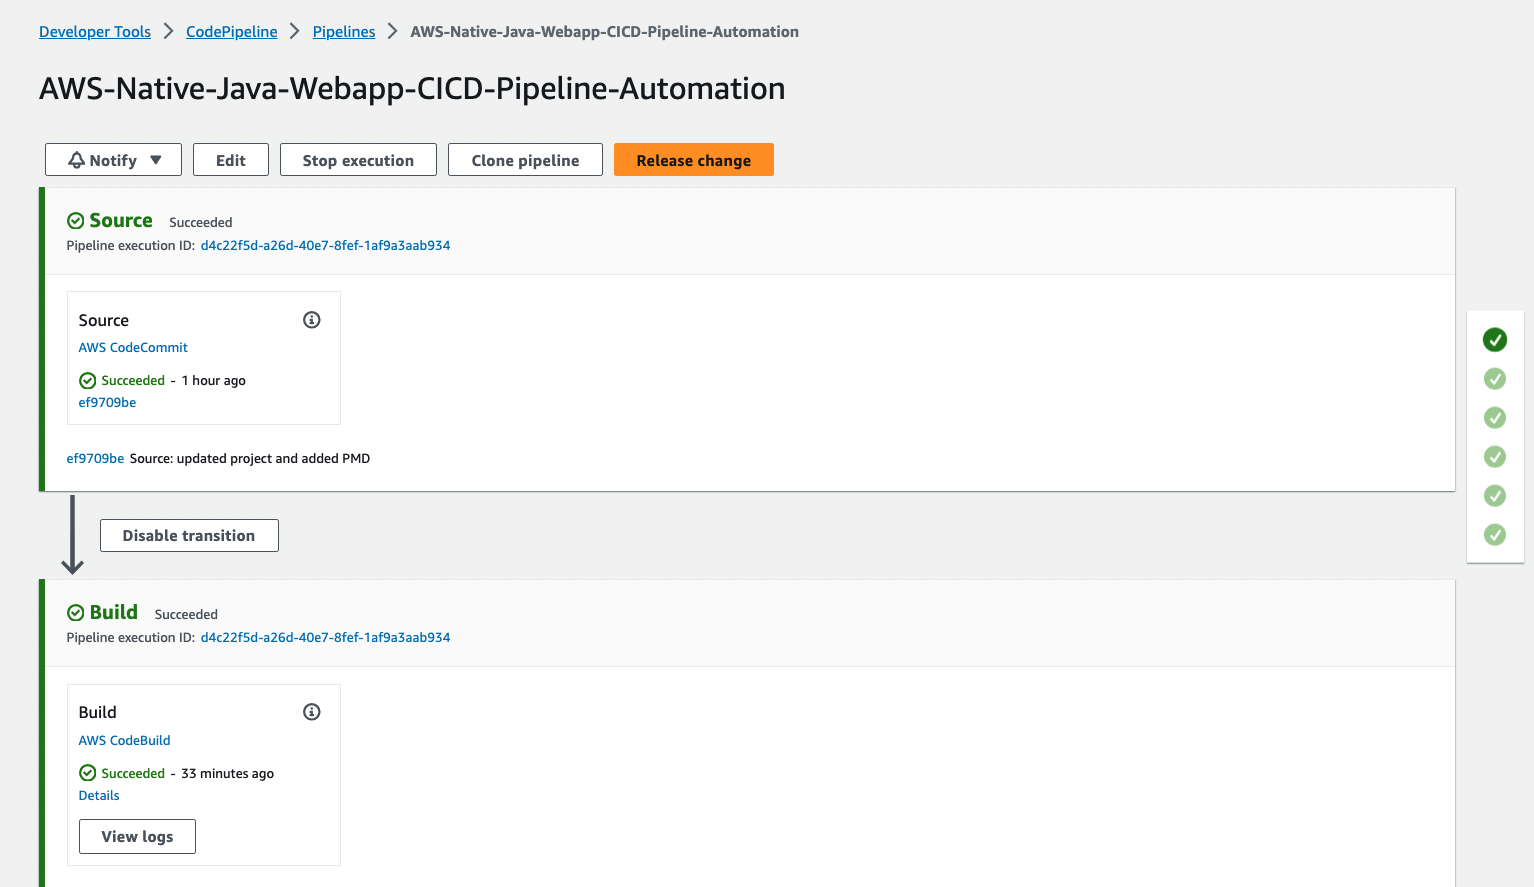 Developer Tools > CodePipeline > Pipelines > AWS-Native-Java-Webapp-CICD-Pipeline-Automation
AWS-Native-Java-Webapp-CICD-Pipeline-Automation
Notify ▼ Edit Stop execution Clone pipeline Release change
Source Succeeded
Pipeline execution ID: d4c22f5d-a26d-40e7-8fef-1af9a3aab934
Source
AWS CodeCommit
Succeeded - 1 hour ago
ef9709be
ef9709be Source: updated project and added PMD
Disable transition
Build Succeeded
Pipeline execution ID: d4c22f5d-a26d-40e7-8fef-1af9a3aab934
Build
AWS CodeBuild
Succeeded - 33 minutes ago
Details
View logs